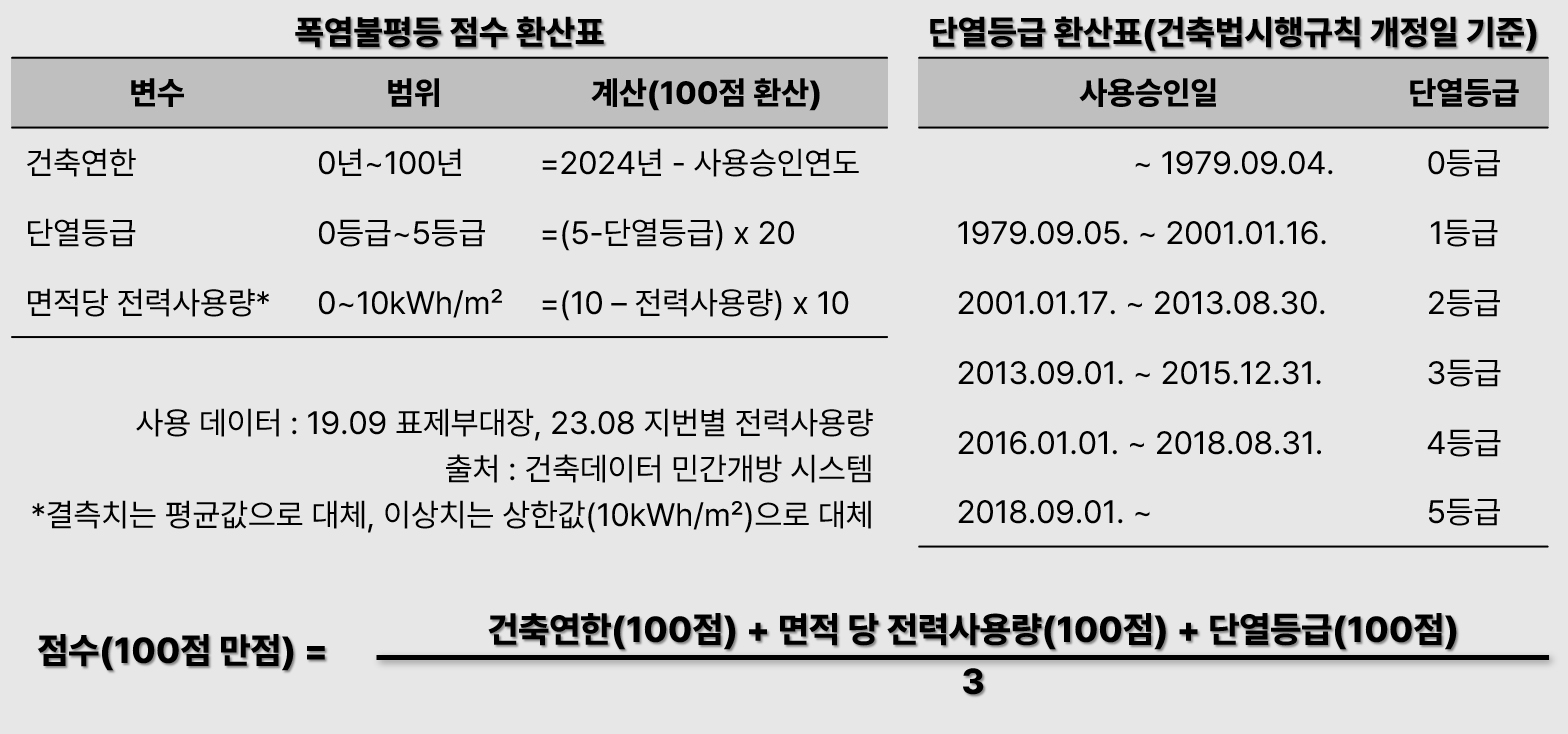 폭염불평등 점수 환산표
변수 범위 계산(100점 환산)
건축연한 0년~100년 =2024년 - 사용승인연도
단열등급 0등급~5등급 =(5-단열등급) x 20
면적당 전력사용량* 0~10kWh/m² =(10 – 전력사용량) x 10
사용 데이터 : 19.09 표제부대장, 23.08 지번별 전력사용량
출처 : 건축데이터 민간개방 시스템
*결측치는 평균값으로 대체, 이상치는 상한값(10kWh/m²)으로 대체
단열등급 환산표(건축법시행규칙 개정일 기준)
사용승인일 단열등급
~ 1979.09.04. 0등급
1979.09.05. ~ 2001.01.16. 1등급
2001.01.17. ~ 2013.08.30. 2등급
2013.09.01. ~ 2015.12.31. 3등급
2016.01.01. ~ 2018.08.31. 4등급
2018.09.01. ~ 5등급
점수(100점 만점) =
건축연한(100점) + 면적 당 전력사용량(100점) + 단열등급(100점)
3